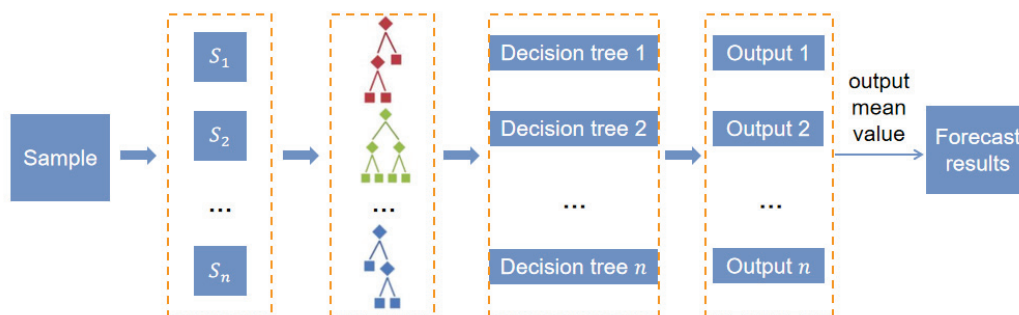 Sample
S₁
S₂
...
Sₙ
...
Decision tree 1
Decision tree 2
...
Decision tree n
Output 1
Output 2
...
Output n
output
mean
value
Forecast
results